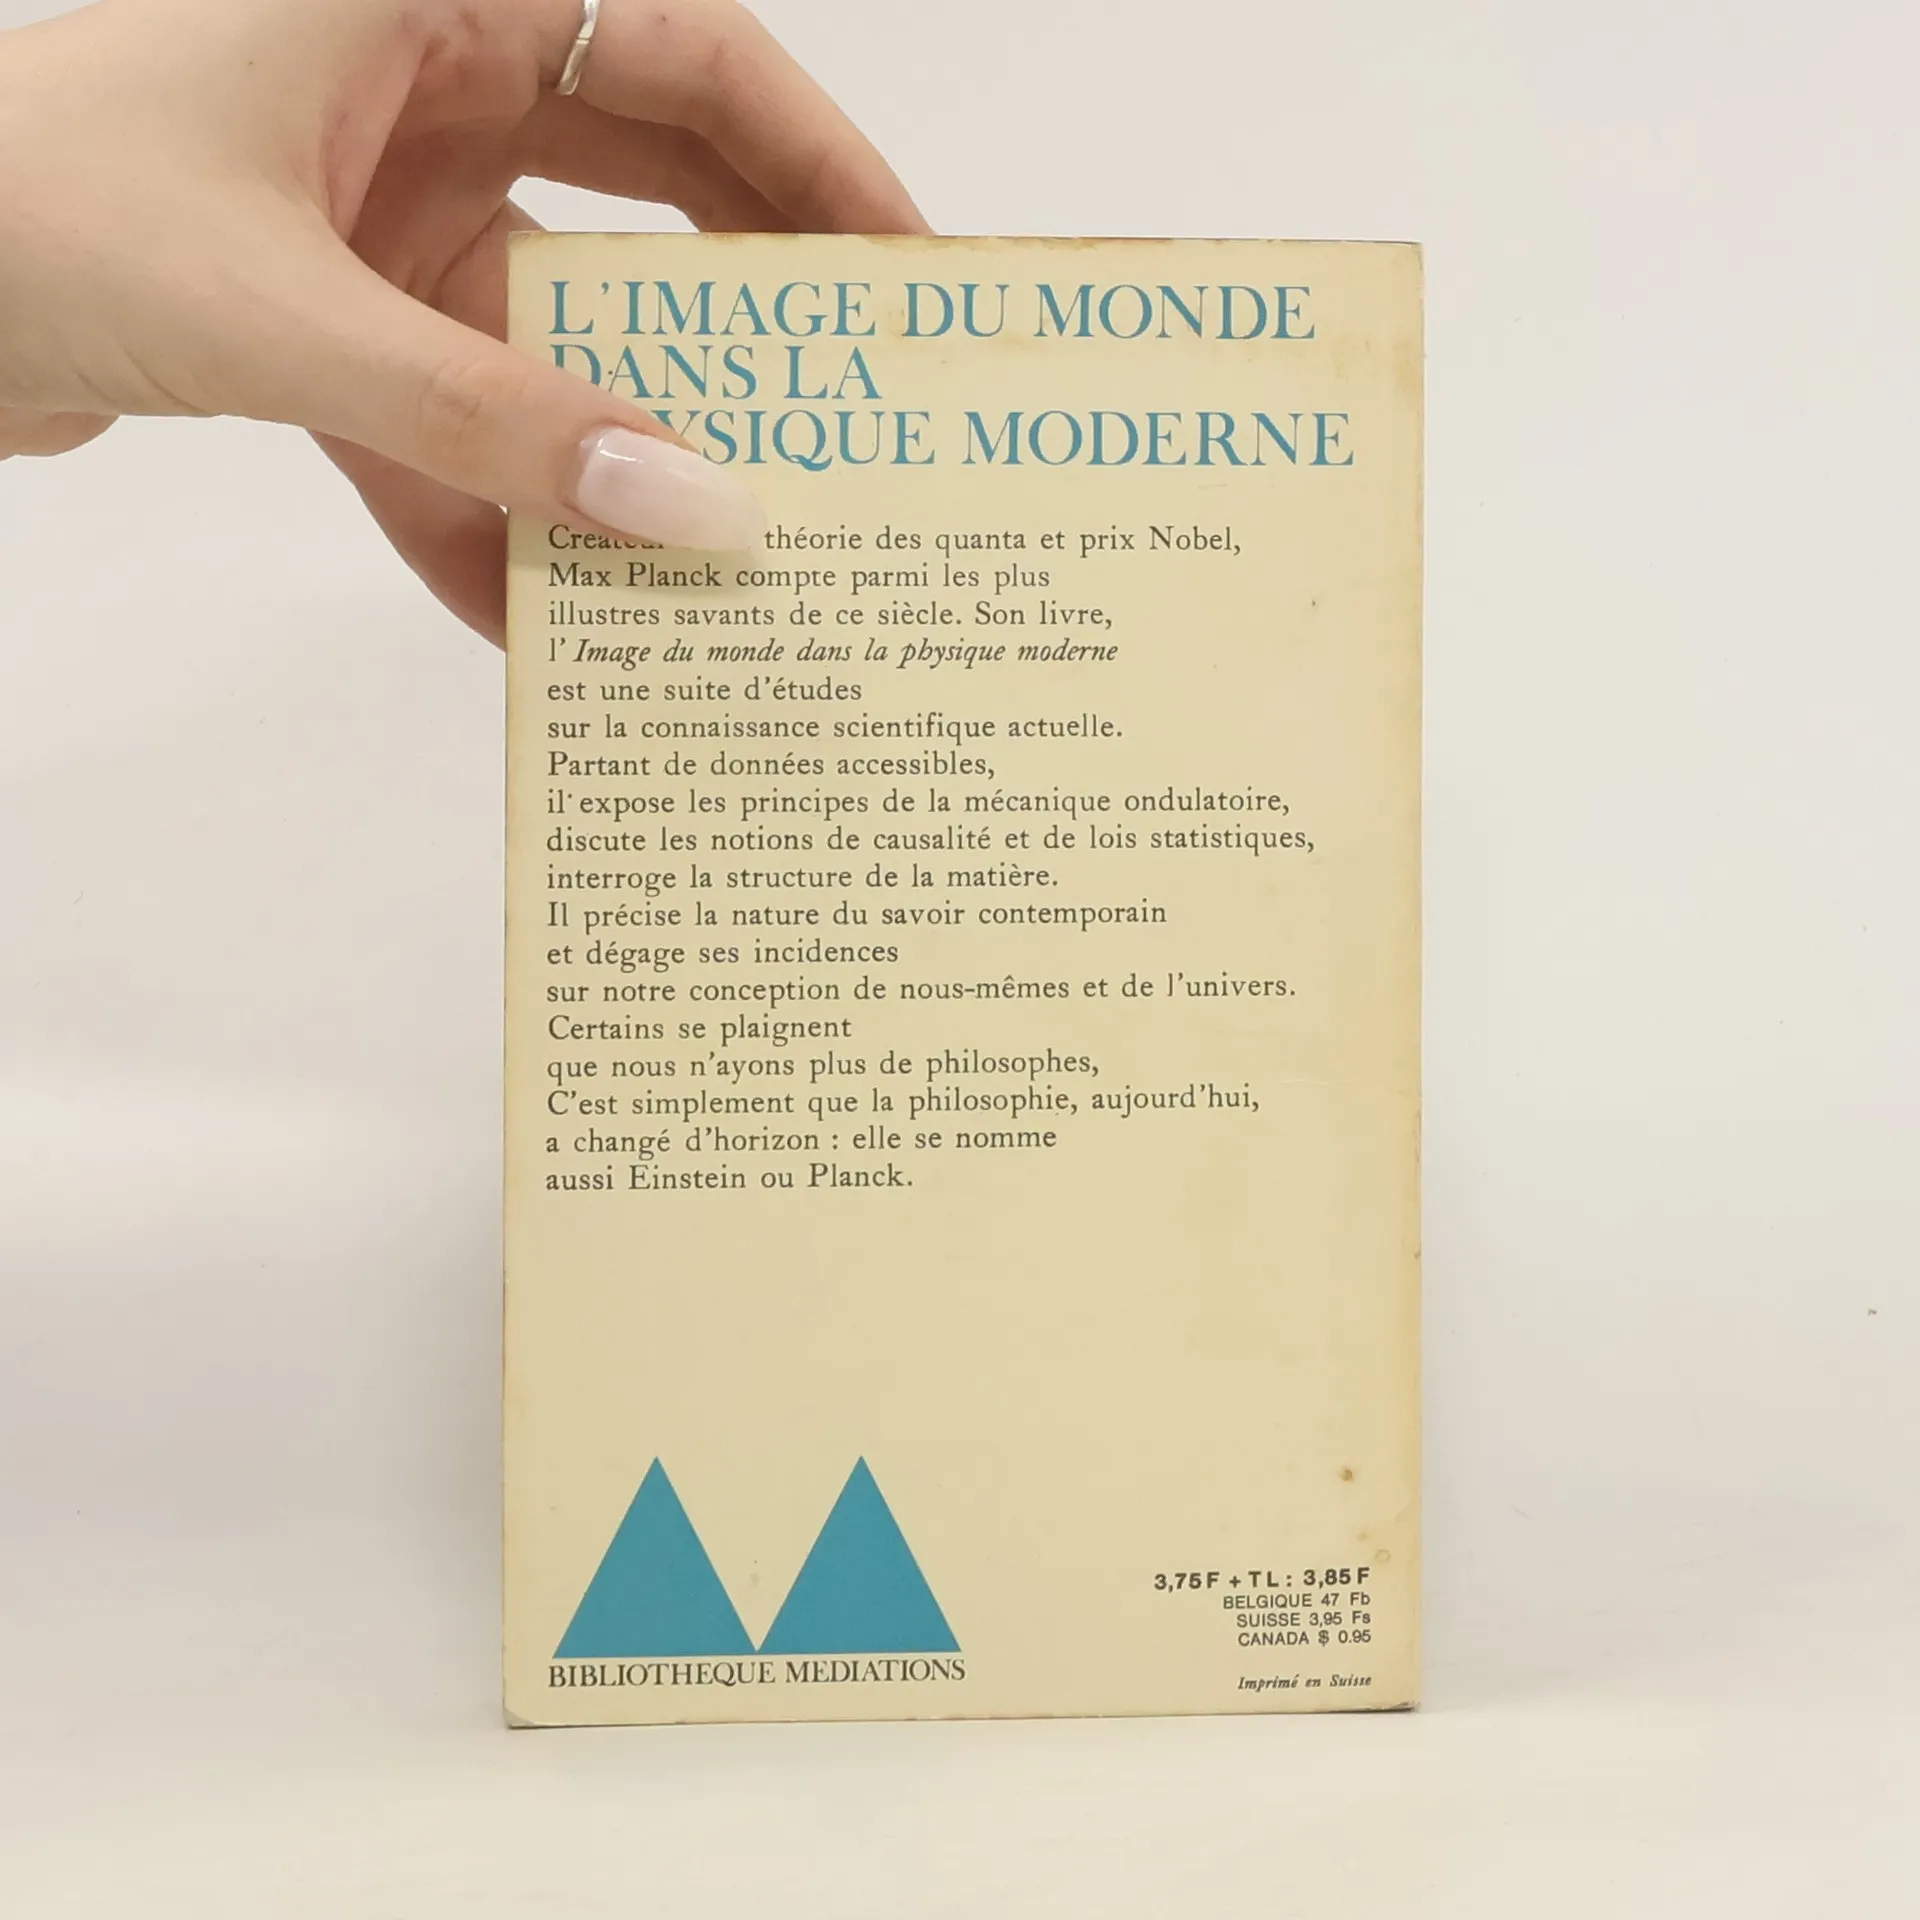 L'IMAGE DU MONDE
DANS LA
MODERNE
théorie des quanta et prix Nobel,
Max Planck compte parmi les plus
illustres savants de ce siècle. Son livre,
l'Image du monde dans la physique moderne
est une suite d'études
sur la connaissance scientifique actuelle.
Partant de données accessibles,
il expose les principes de la mécanique ondulatoire,
discute les notions de causalité et de lois statistiques,
interroge la structure de la matière.
Il précise la nature du savoir contemporain
et dégage ses incidences
sur notre conception de nous-mêmes et de l'univers.
Certains se plaignent
que nous n'ayons plus de philosophes,
C'est simplement que la philosophie, aujourd'hui,
a changé d'horizon : elle se nomme
aussi Einstein ou Planck.
BIBLIOTHEQUE MEDIATIONS
3,75 F + TL : 3,85 F
BELGIQUE 47 Fb
SUISSE 3,95 Fs
CANADA $ 0.95
Imprimé en Suisse